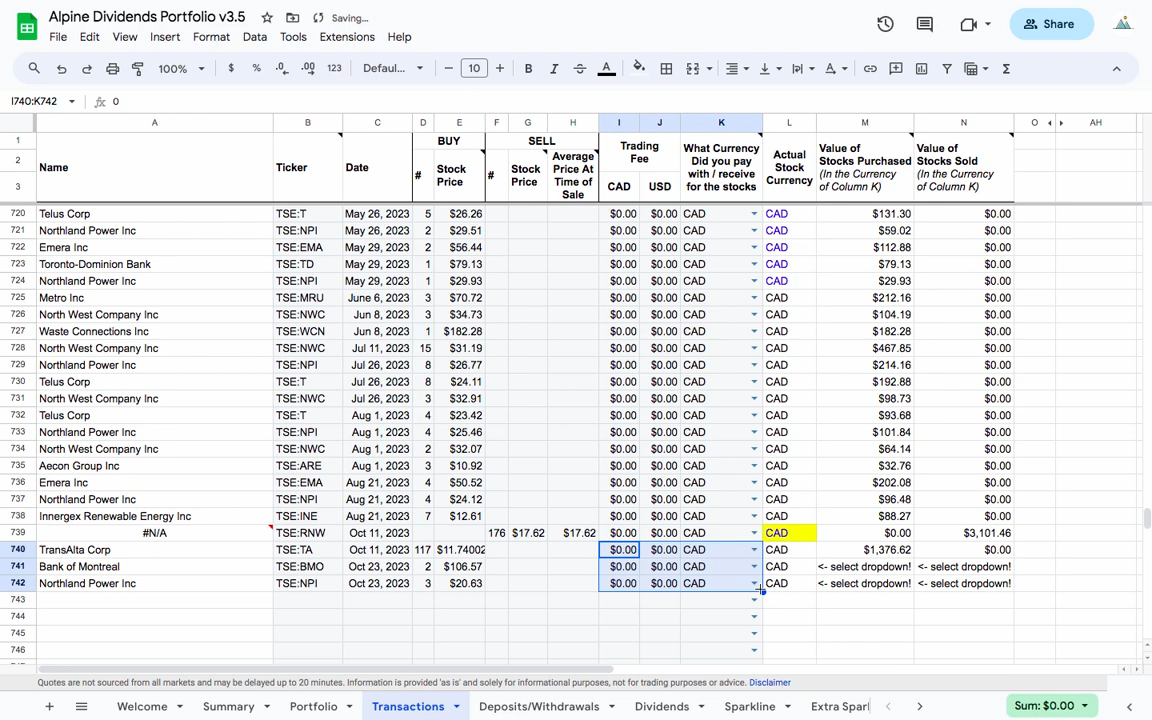 Alpine Dividends Portfolio v3.5 Saving...
File Edit View Insert Format Data Tools Extensions Help
Share
100% $ % .0 .00 123 Defaul... - 10 + B I A
I740:K742 fx 0
A B C D E F G H I J K L M N O AH
1 2 3
Name Ticker Date
BUY
# Stock Price
SELL
# Stock Price Average Price At Time of Sale
Trading Fee
CAD USD
What Currency Did you pay with / receive for the stocks
Actual Stock Currency
Value of Stocks Purchased (In the Currency of Column K)
Value of Stocks Sold (In the Currency of Column K)
720 Telus Corp TSE:T May 26, 2023 5 $26.26 $0.00 $0.00 CAD CAD $131.30 $0.00
721 Northland Power Inc TSE:NPI May 26, 2023 2 $29.51 $0.00 $0.00 CAD CAD $59.02 $0.00
722 Emera Inc TSE:EMA May 29, 2023 2 $56.44 $0.00 $0.00 CAD CAD $112.88 $0.00
723 Toronto-Dominion Bank TSE:TD May 29, 2023 1 $79.13 $0.00 $0.00 CAD CAD $79.13 $0.00
724 Northland Power Inc TSE:NPI May 29, 2023 1 $29.93 $0.00 $0.00 CAD CAD $29.93 $0.00
725 Metro Inc TSE:MRU June 6, 2023 3 $70.72 $0.00 $0.00 CAD CAD $212.16 $0.00
726 North West Company Inc TSE:NWC Jun 8, 2023 3 $34.73 $0.00 $0.00 CAD CAD $104.19 $0.00
727 Waste Connections Inc TSE:WCN Jun 8, 2023 1 $182.28 $0.00 $0.00 CAD CAD $182.28 $0.00
728 North West Company Inc TSE:NWC Jul 11, 2023 15 $31.19 $0.00 $0.00 CAD CAD $467.85 $0.00
729 Northland Power Inc TSE:NPI Jul 26, 2023 8 $26.77 $0.00 $0.00 CAD CAD $214.16 $0.00
730 Telus Corp TSE:T Jul 26, 2023 8 $24.11 $0.00 $0.00 CAD CAD $192.88 $0.00
731 North West Company Inc TSE:NWC Jul 26, 2023 3 $32.91 $0.00 $0.00 CAD CAD $98.73 $0.00
732 Telus Corp TSE:T Aug 1, 2023 4 $23.42 $0.00 $0.00 CAD CAD $93.68 $0.00
733 Northland Power Inc TSE:NPI Aug 1, 2023 4 $25.46 $0.00 $0.00 CAD CAD $101.84 $0.00
734 North West Company Inc TSE:NWC Aug 1, 2023 2 $32.07 $0.00 $0.00 CAD CAD $64.14 $0.00
735 Aecon Group Inc TSE:ARE Aug 1, 2023 3 $10.92 $0.00 $0.00 CAD CAD $32.76 $0.00
736 Emera Inc TSE:EMA Aug 21, 2023 4 $50.52 $0.00 $0.00 CAD CAD $202.08 $0.00
737 Northland Power Inc TSE:NPI Aug 21, 2023 4 $24.12 $0.00 $0.00 CAD CAD $96.48 $0.00
738 Innergex Renewable Energy Inc TSE:INE Aug 21, 2023 7 $12.61 $0.00 $0.00 CAD CAD $88.27 $0.00
739 #N/A TSE:RNW Oct 11, 2023 176 $17.62 $17.62 $0.00 $0.00 CAD CAD $0.00 $3,101.46
740 TransAlta Corp TSE:TA Oct 11, 2023 117 $11.74002 $0.00 $0.00 CAD CAD $1,376.62 $0.00
741 Bank of Montreal TSE:BMO Oct 23, 2023 2 $106.57 $0.00 $0.00 CAD CAD <- select dropdown! <- select dropdown!
742 Northland Power Inc TSE:NPI Oct 23, 2023 3 $20.63 $0.00 $0.00 CAD CAD <- select dropdown! <- select dropdown!
743
744
745
746
Quotes are not sourced from all markets and may be delayed up to 20 minutes. Information is provided 'as is' and solely for informational purposes, not for trading purposes or advice. Disclaimer
Welcome Summary Portfolio Transactions Deposits/Withdrawals Dividends Sparkline Extra Spar Sum: $0.00